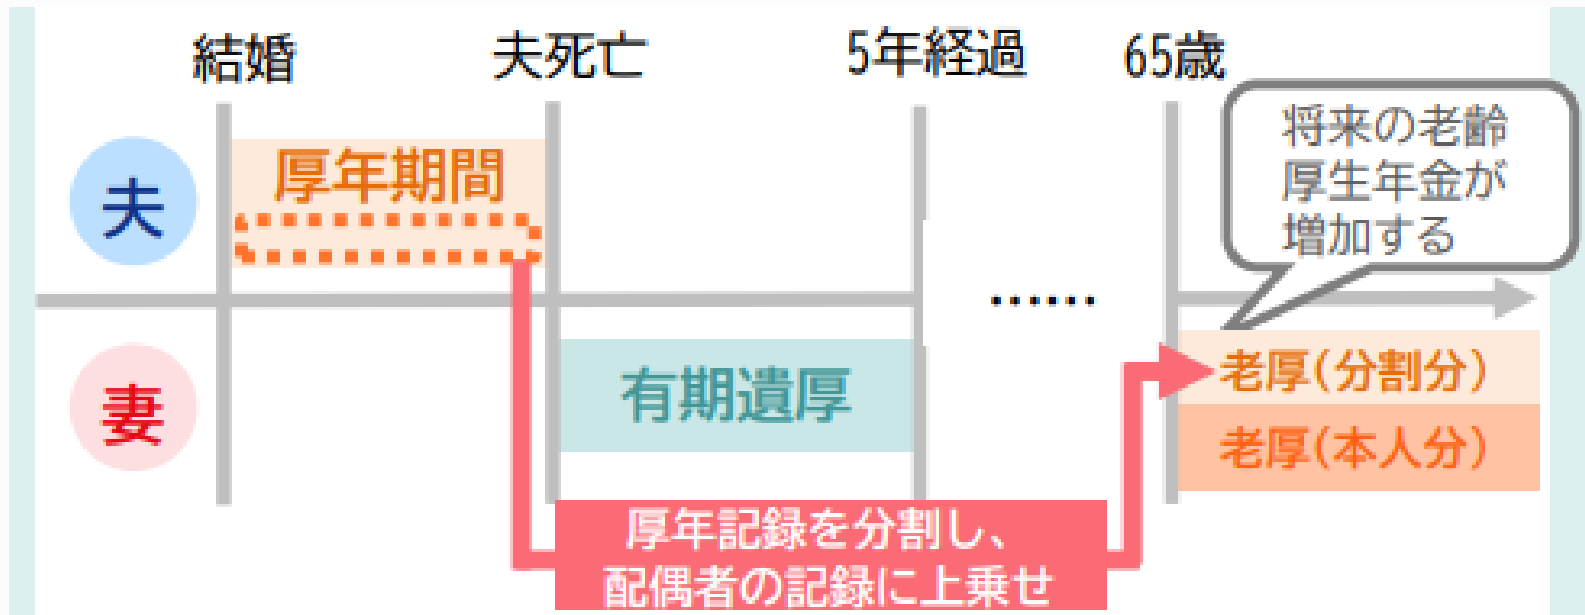 結婚
夫死亡
5年経過
65歳
将来の老齢
厚生年金が
増加する
夫
厚年期間
……
妻
有期遺厚
老厚(分割分)
老厚(本人分)
厚年記録を分割し、
配偶者の記録に上乗せ